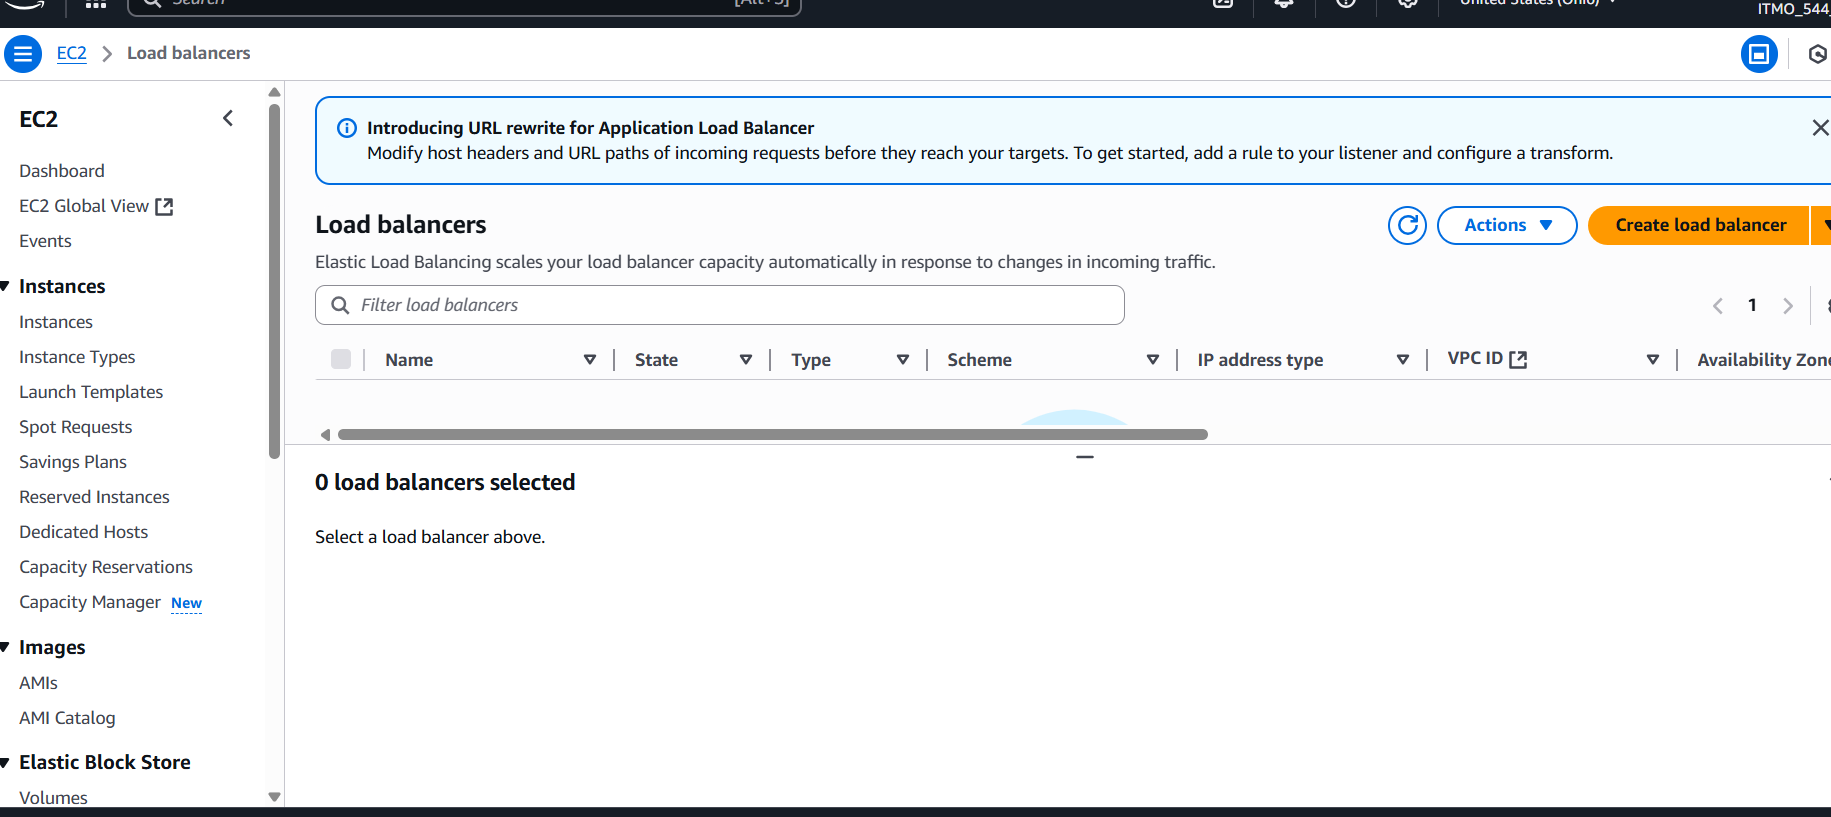 Search
[Alt+S]
United States (Ohio)
ITMO_544
EC2
Load balancers
EC2
Dashboard
EC2 Global View
Events
Instances
Instances
Instance Types
Launch Templates
Spot Requests
Savings Plans
Reserved Instances
Dedicated Hosts
Capacity Reservations
Capacity Manager New
Images
AMIs
AMI Catalog
Elastic Block Store
Volumes
Introducing URL rewrite for Application Load Balancer
Modify host headers and URL paths of incoming requests before they reach your targets. To get started, add a rule to your listener and configure a transform.
Load balancers
Actions
Create load balancer
Elastic Load Balancing scales your load balancer capacity automatically in response to changes in incoming traffic.
Filter load balancers
1
Name
State
Type
Scheme
IP address type
VPC ID
Availability Zone
0 load balancers selected
Select a load balancer above.